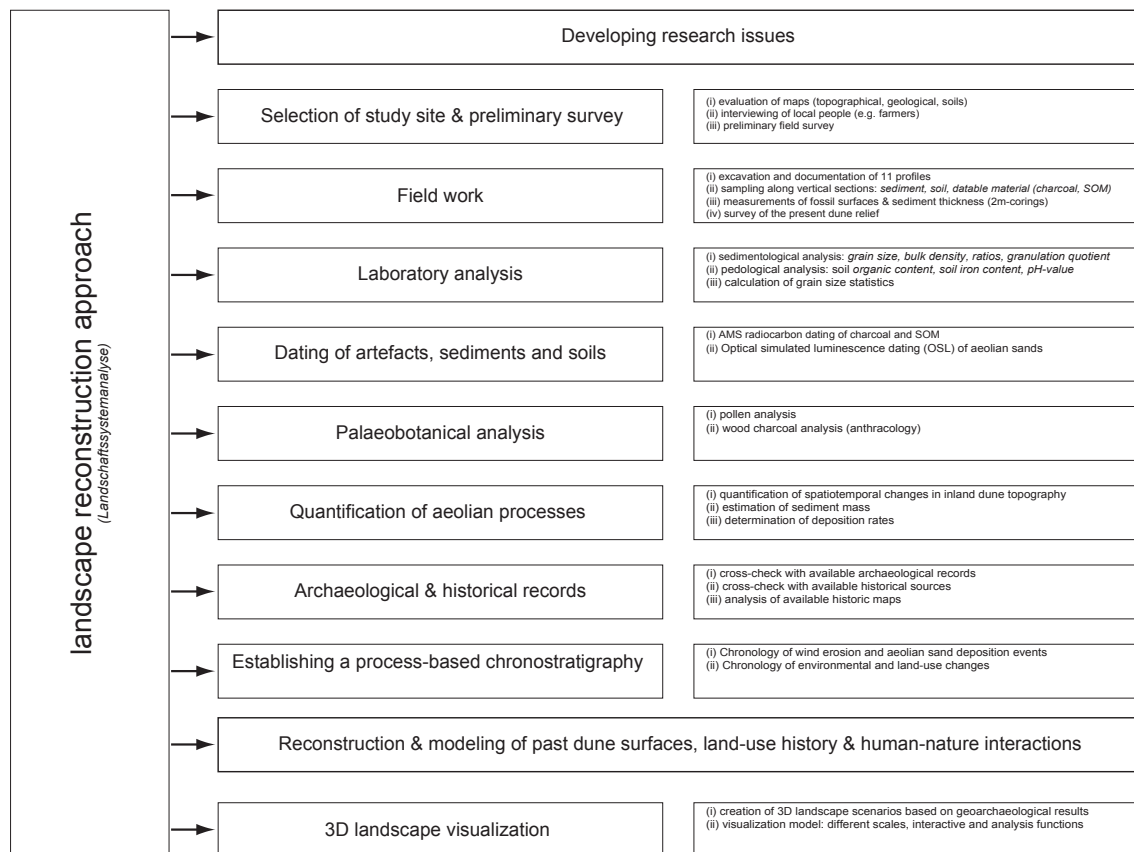 landscape reconstruction approach
(Landschaftssystemanalyse)
Developing research issues
Selection of study site & preliminary survey
(i) evaluation of maps (topographical, geological, soils)
(ii) interviewing of local people (e.g. farmers)
(iii) preliminary field survey
Field work
(i) excavation and documentation of 11 profiles
(ii) sampling along vertical sections: sediment, soil, datable material (charcoal, SOM)
(iii) measurements of fossil surfaces & sediment thickness (2m-corings)
(iv) survey of the present dune relief
Laboratory analysis
(i) sedimentological analysis: grain size, bulk density, ratios, granulation quotient
(ii) pedological analysis: soil organic content, soil iron content, pH-value
(iii) calculation of grain size statistics
Dating of artefacts, sediments and soils
(i) AMS radiocarbon dating of charcoal and SOM
(ii) Optical simulated luminescence dating (OSL) of aeolian sands
Palaeobotanical analysis
(i) pollen analysis
(ii) wood charcoal analysis (anthracology)
Quantification of aeolian processes
(i) quantification of spatiotemporal changes in inland dune topography
(ii) estimation of sediment mass
(iii) determination of deposition rates
Archaeological & historical records
(i) cross-check with available archaeological records
(ii) cross-check with available historical sources
(iii) analysis of available historic maps
Establishing a process-based chronostratigraphy
(i) Chronology of wind erosion and aeolian sand deposition events
(ii) Chronology of environmental and land-use changes
Reconstruction & modeling of past dune surfaces, land-use history & human-nature interactions
3D landscape visualization
(i) creation of 3D landscape scenarios based on geoarchaeological results
(ii) visualization model: different scales, interactive and analysis functions